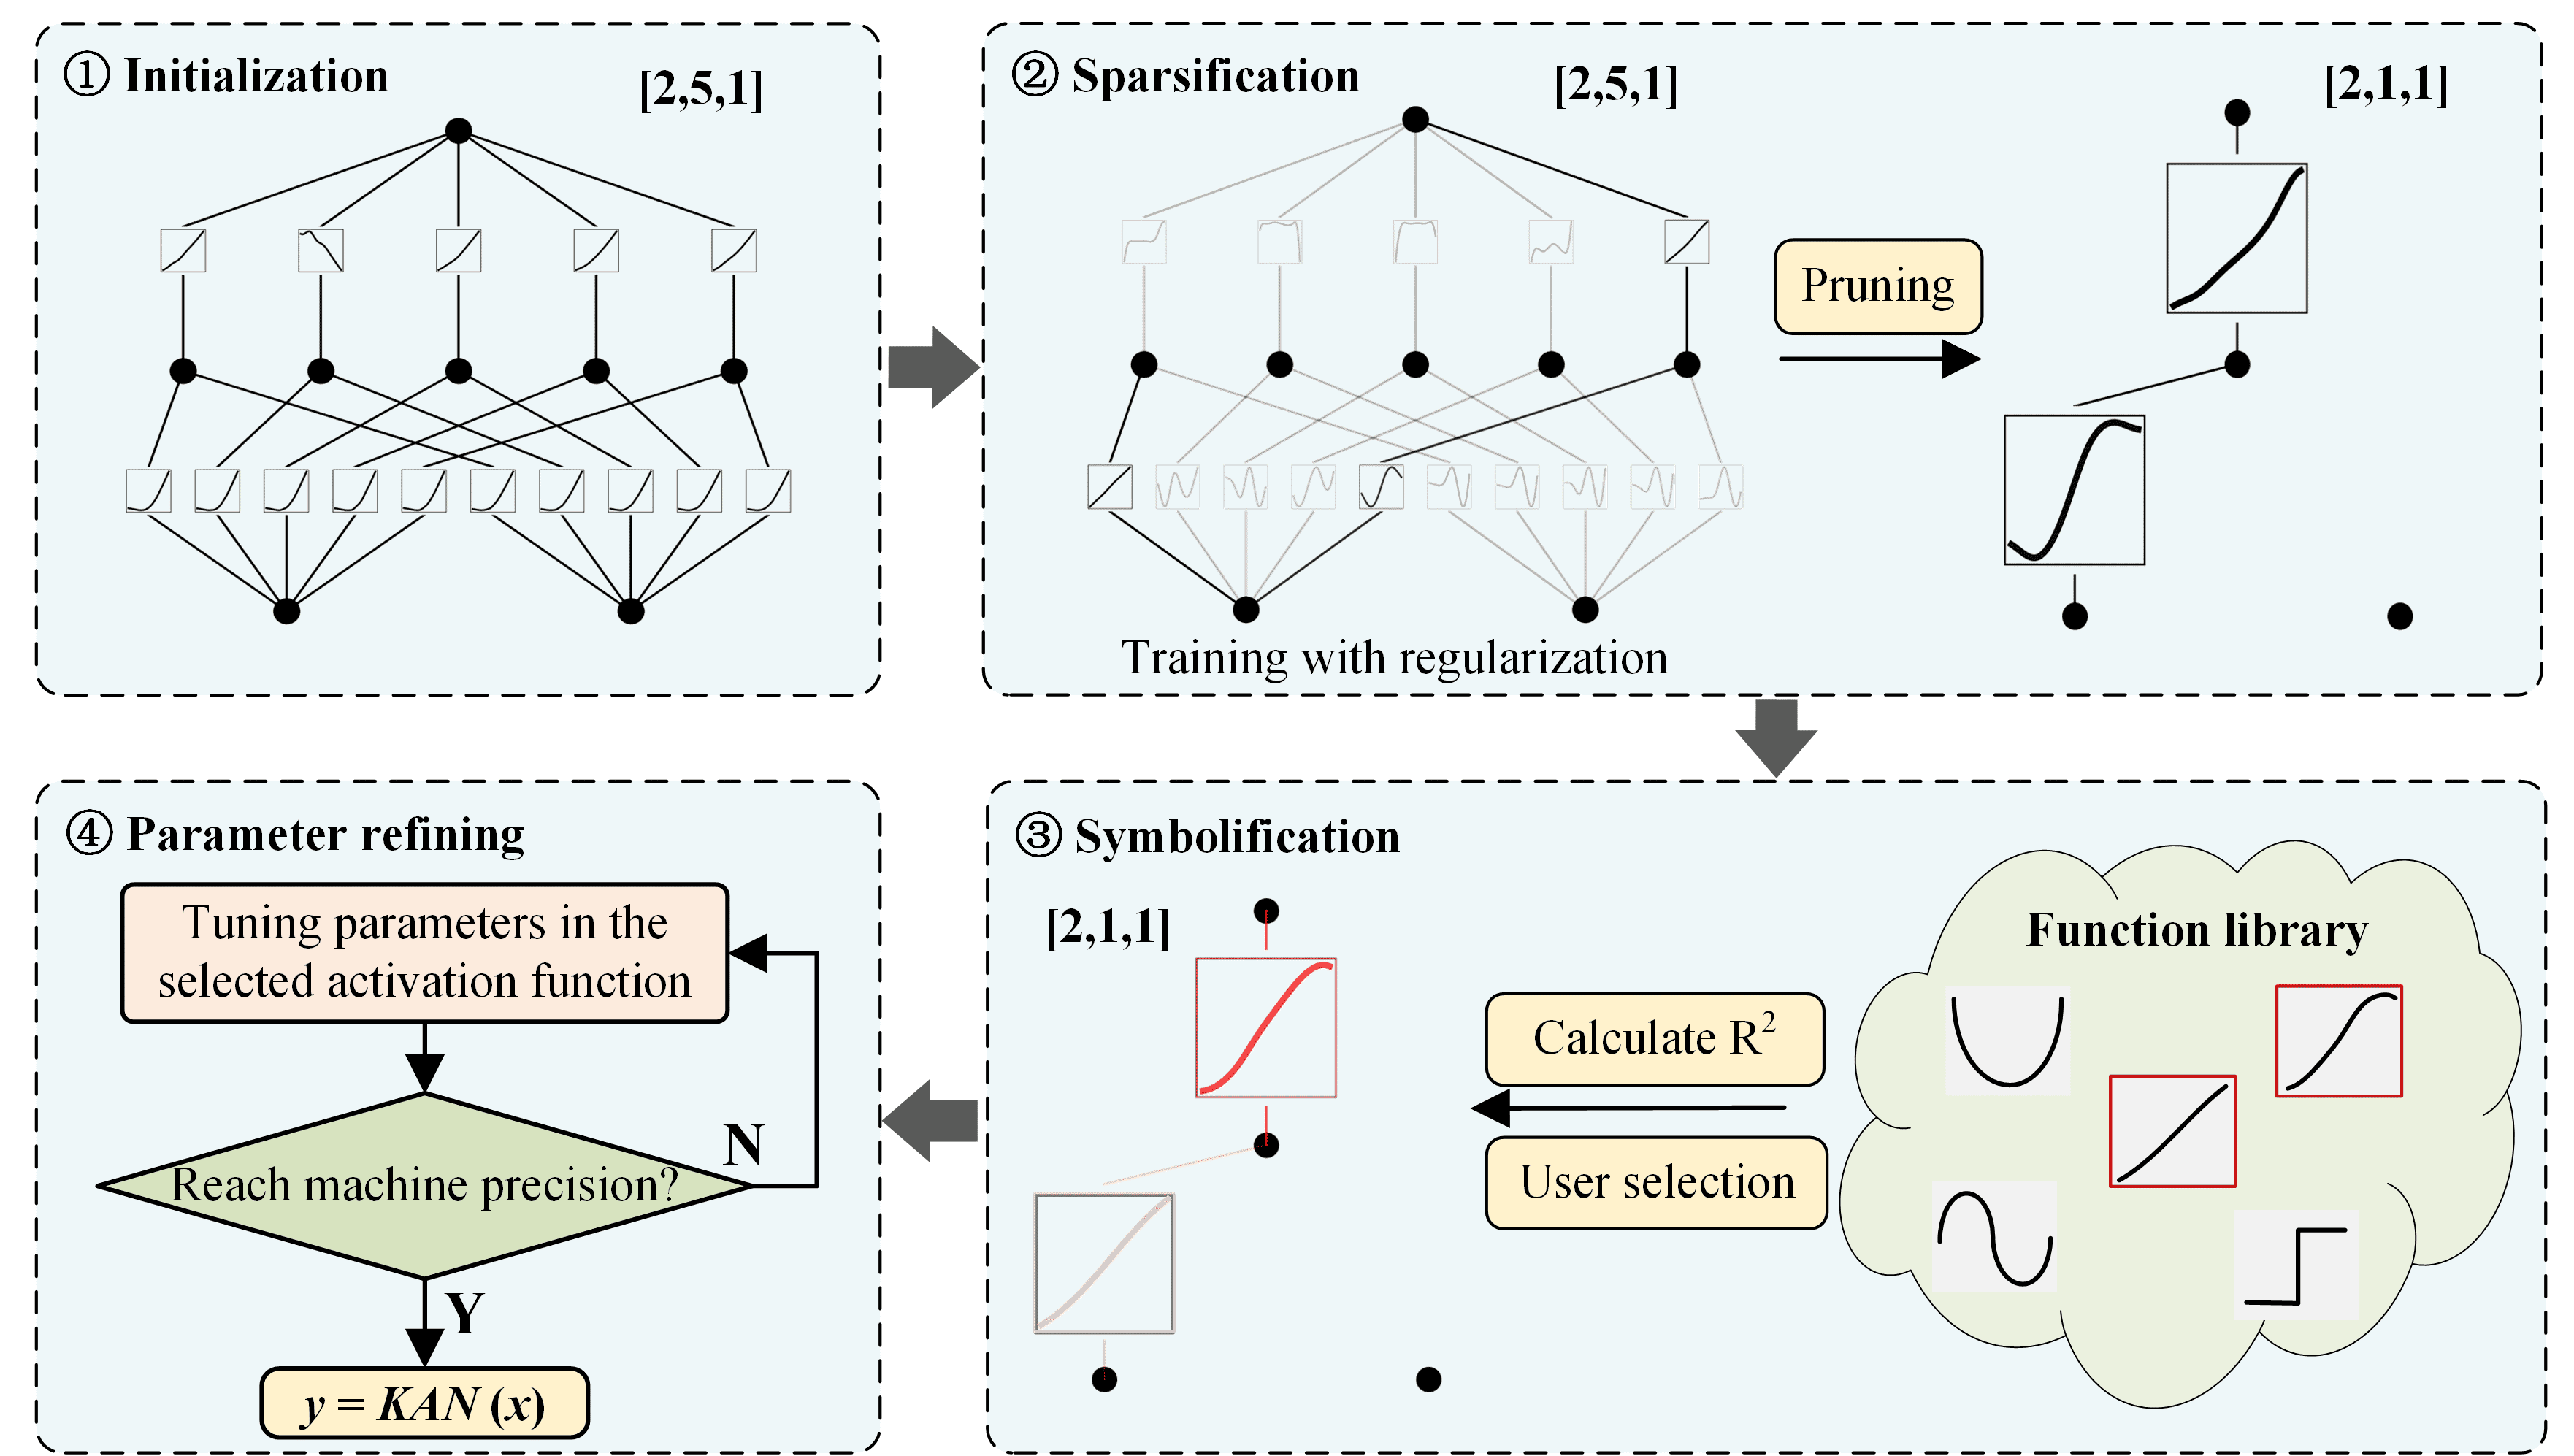 ① Initialization
[2,5,1]
② Sparsification
[2,5,1]
[2,1,1]
Pruning
Training with regularization
③ Symbolification
[2,1,1]
Calculate R²
User selection
Function library
④ Parameter refining
Tuning parameters in the
selected activation function
Reach machine precision?
N
Y
y = KAN (x)